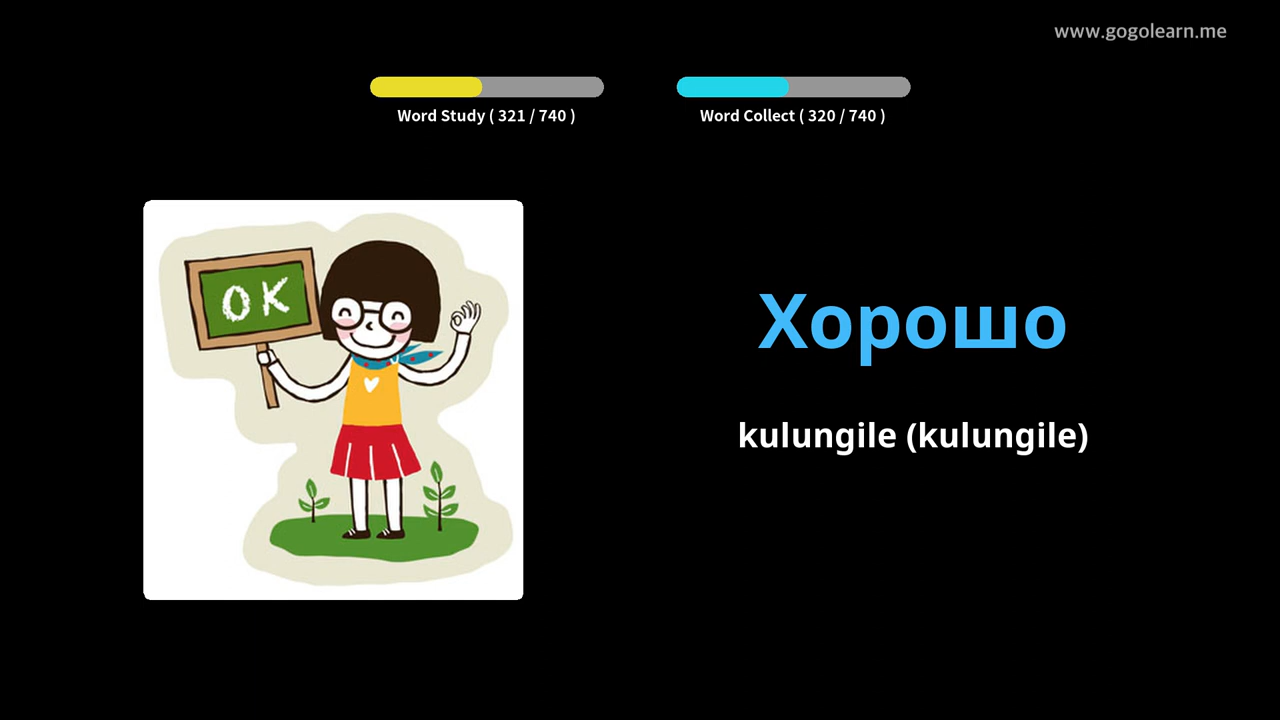 www.gogolearn.me
Word Study ( 321 / 740 )
Word Collect ( 320 / 740 )
OK
Хорошо
kulungile (kulungile)